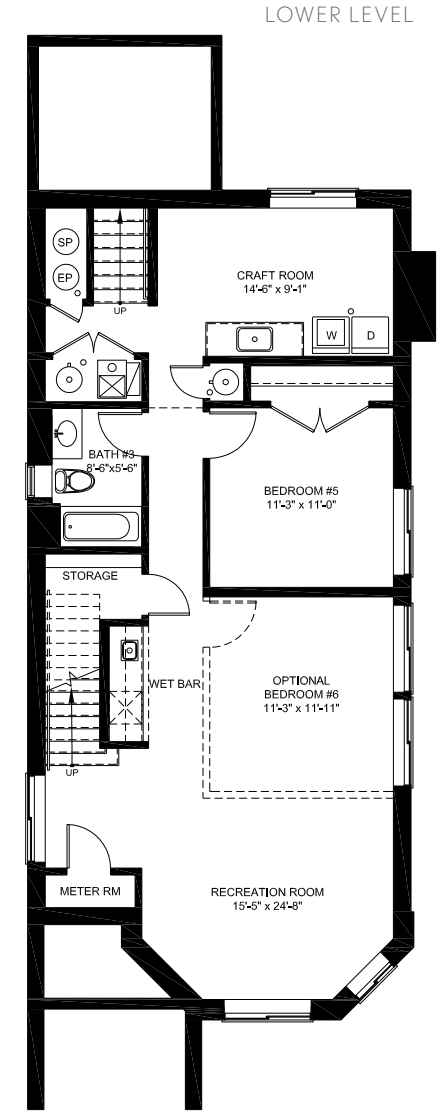 LOWER LEVEL
SP
EP
UP
CRAFT ROOM
14'-6" x 9'-1"
W
D
BATH #3
8'-6"x5'-6"
BEDROOM #5
11'-3" x 11'-0"
STORAGE
WET BAR
OPTIONAL
BEDROOM #6
11'-3" x 11'-11"
UP
METER RM
RECREATION ROOM
15'-5" x 24'-8"